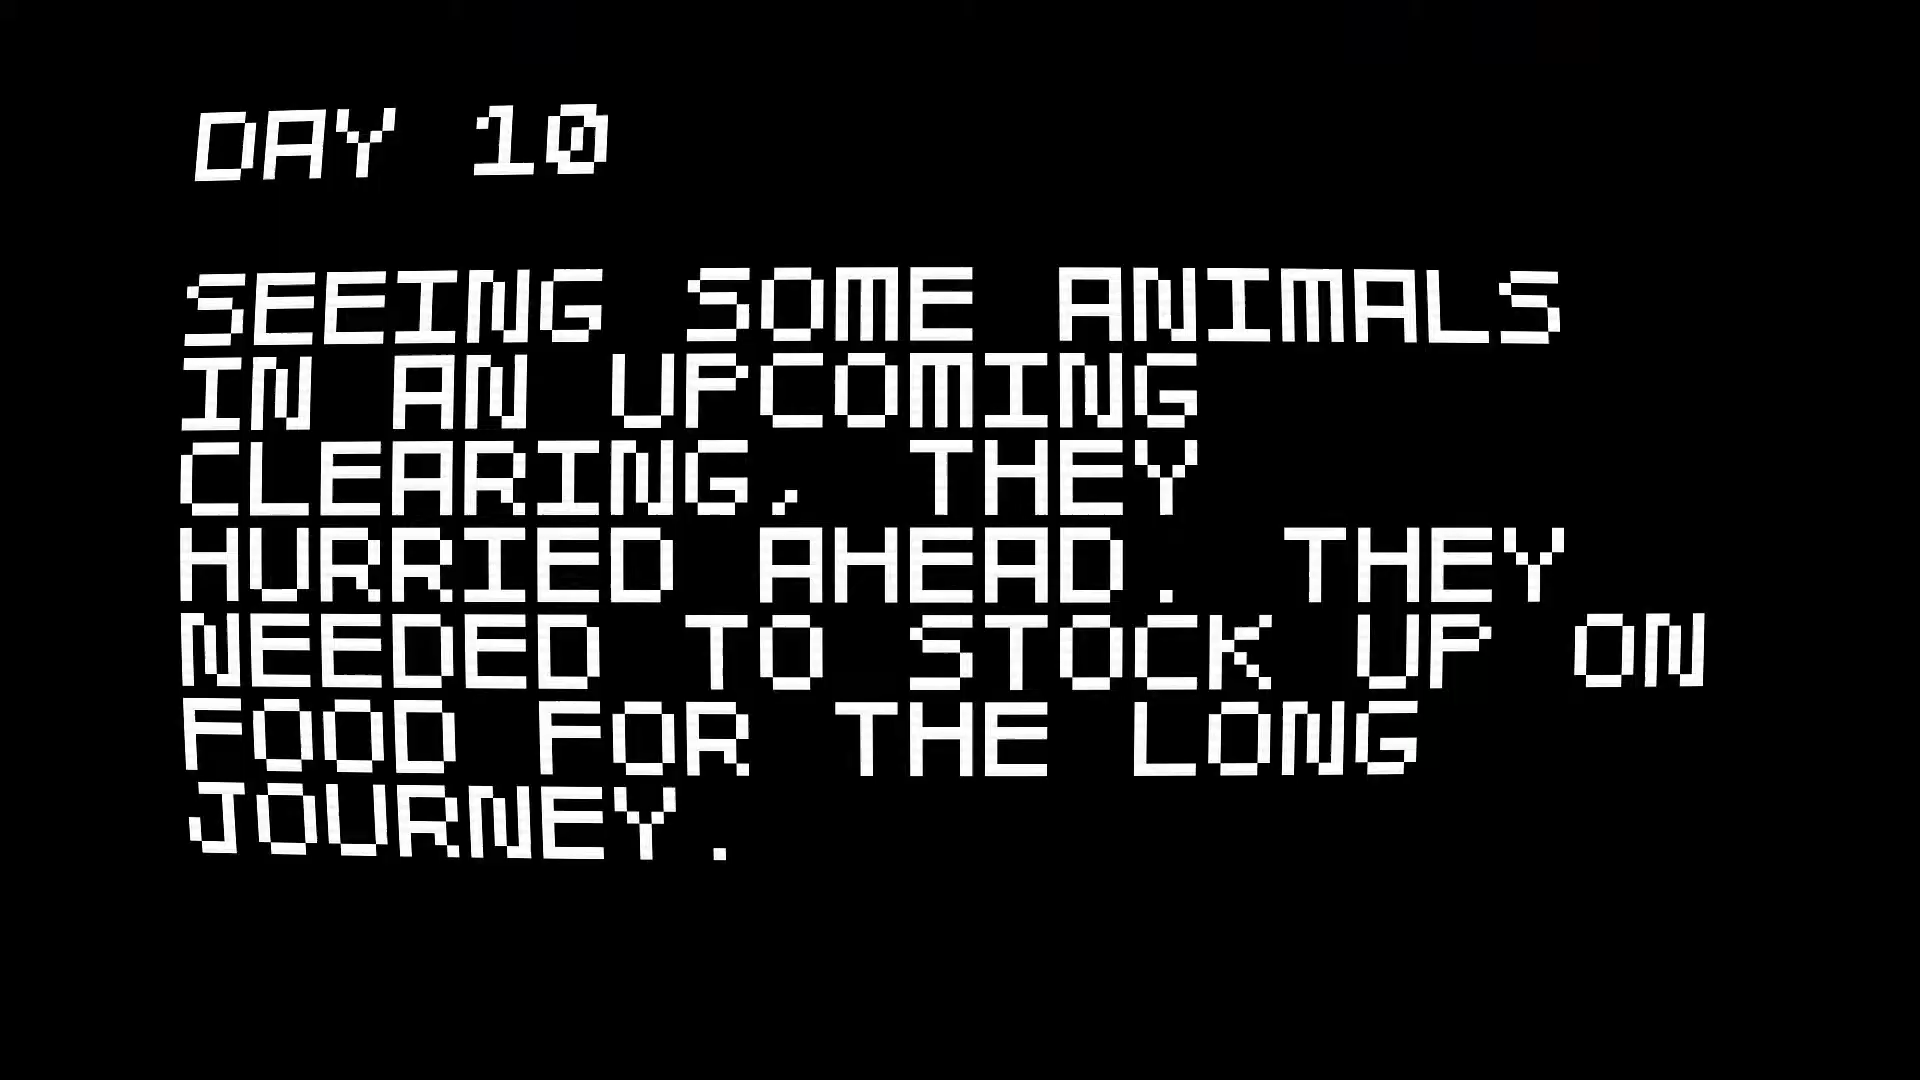 DAY 10
SEEING SOME ANIMALS
IN AN UPCOMING
CLEARING, THEY
HURRIED AHEAD. THEY
NEEDED TO STOCK UP ON
FOOD FOR THE LONG
JOURNEY.